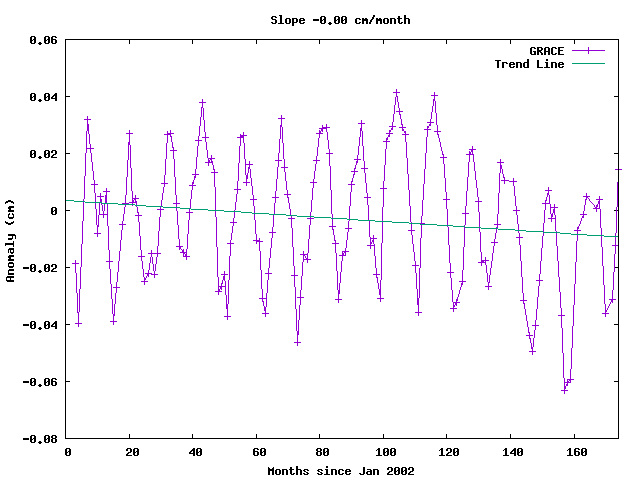 Slope -0.00 cm/month
0.06
GRACE
Trend Line
0.04
0.02
0
-0.02
-0.04
-0.06
-0.08
Anomaly (cm)
0 20 40 60 80 100 120 140 160
Months since Jan 2002